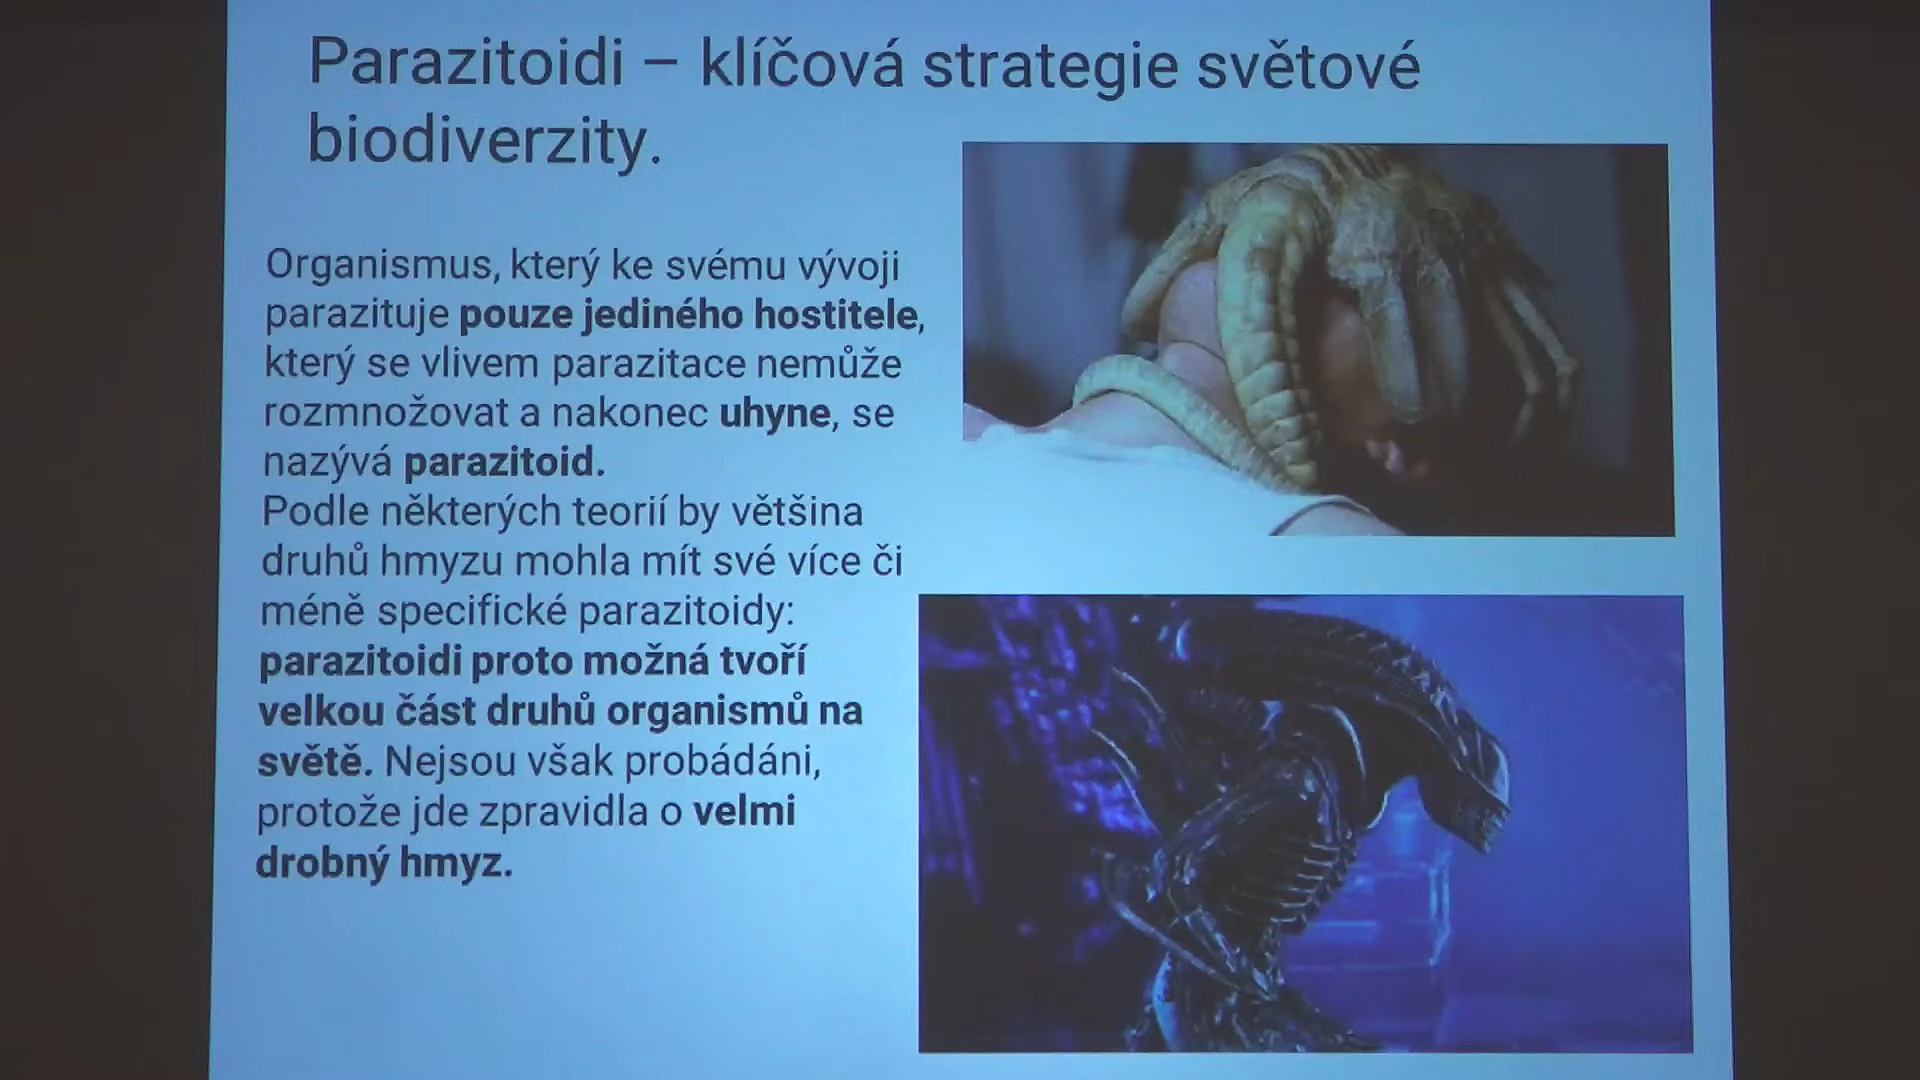 Parazitoidi – klíčová strategie světové
biodiverzity.
Organismus, který ke svému vývoji
parazituje pouze jediného hostitele,
který se vlivem parazitace nemůže
rozmnožovat a nakonec uhyne, se
nazývá parazitoid.
Podle některých teorií by většina
druhů hmyzu mohla mít své více či
méně specifické parazitoidy:
parazitoidi proto možná tvoří
velkou část druhů organismů na
světě. Nejsou však probádáni,
protože jde zpravidla o velmi
drobný hmyz.